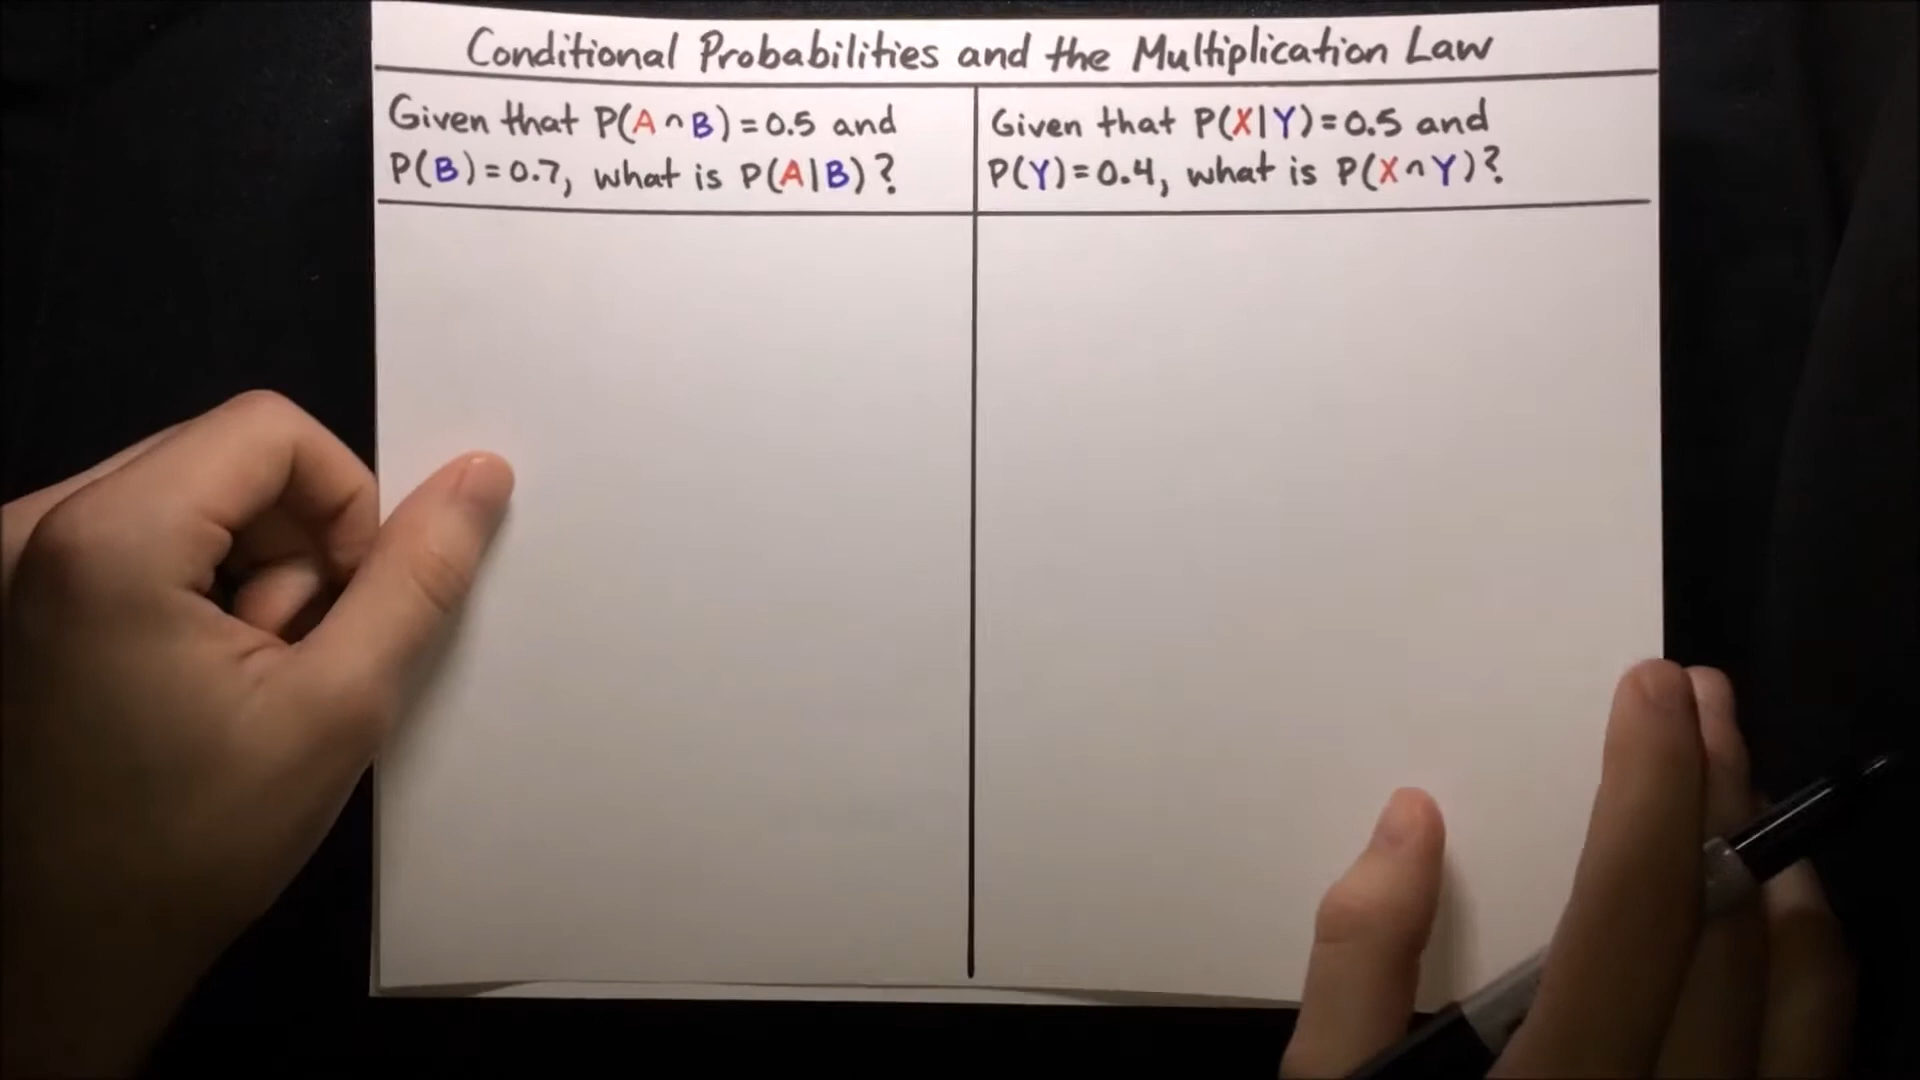 Conditional Probabilities and the Multiplication Law
Given that P(A∩B)=0.5 and
P(B)=0.7, what is P(A|B)?
Given that P(X|Y)=0.5 and
P(Y)=0.4, what is P(X∩Y)?